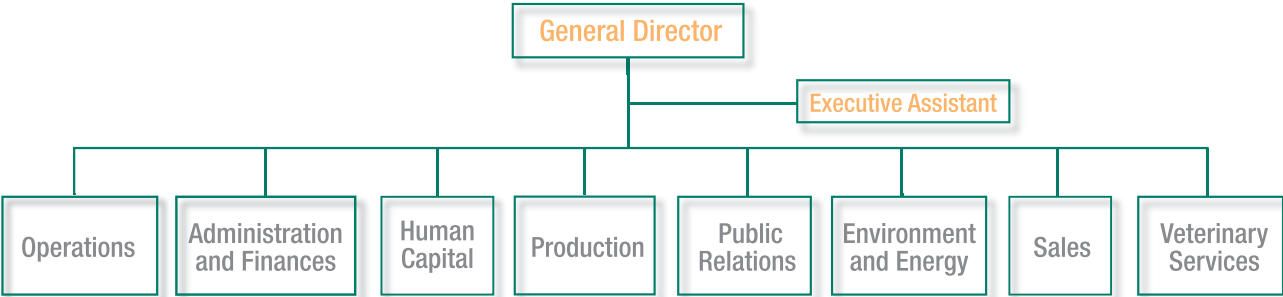 General Director
Executive Assistant
Operations
Administration
and Finances
Human
Capital
Production
Public
Relations
Environment
and Energy
Sales
Veterinary
Services